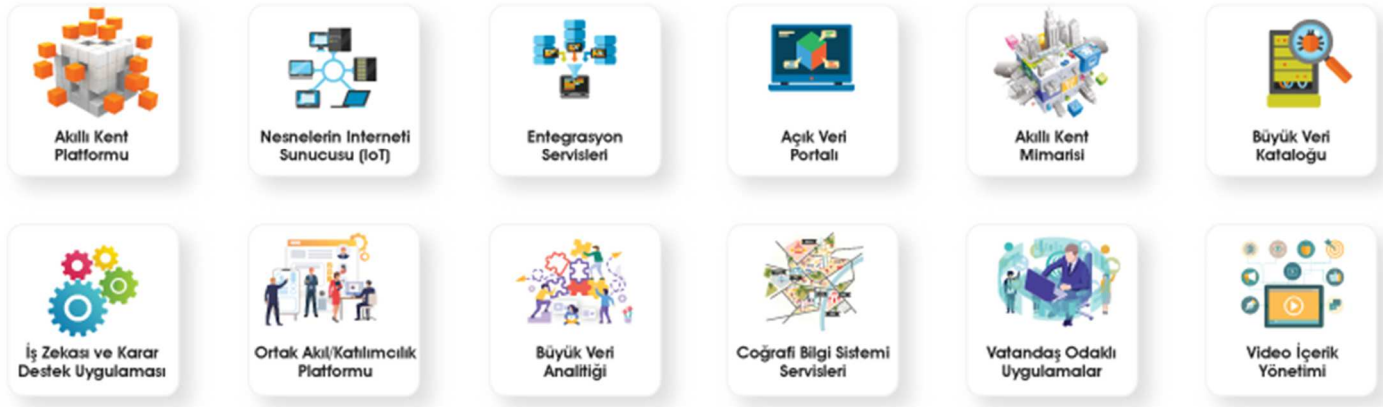 Akıllı Kent
Platformu
Nesnelerin Interneti
Sunucusu (IoT)
Entegrasyon
Servisleri
Açık Veri
Portalı
Akıllı Kent
Mimarisi
Büyük Veri
Kataloğu
İş Zekası ve Karar
Destek Uygulaması
Ortak Akıl/Katılımcılık
Platformu
Büyük Veri
Analitiği
Coğrafi Bilgi Sistemi
Servisleri
Vatandaş Odaklı
Uygulamalar
Video İçerik
Yönetimi